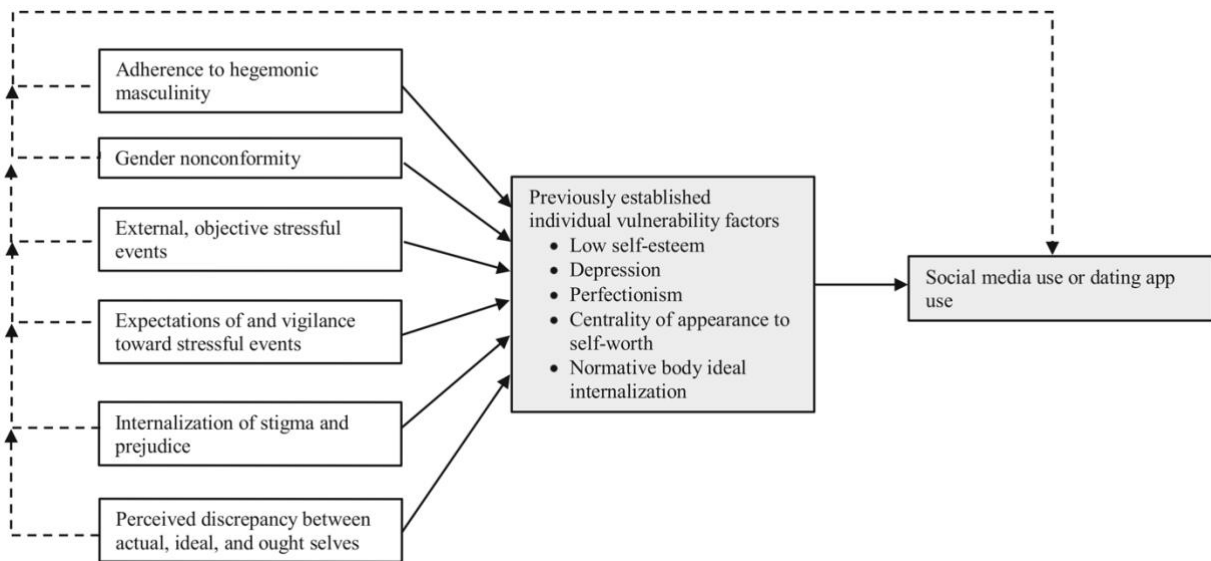 Adherence to hegemonic
masculinity
Gender nonconformity
External, objective stressful
events
Expectations of and vigilance
toward stressful events
Internalization of stigma and
prejudice
Perceived discrepancy between
actual, ideal, and ought selves
Previously established
individual vulnerability factors
• Low self-esteem
• Depression
• Perfectionism
• Centrality of appearance to
self-worth
• Normative body ideal
internalization
Social media use or dating app
use